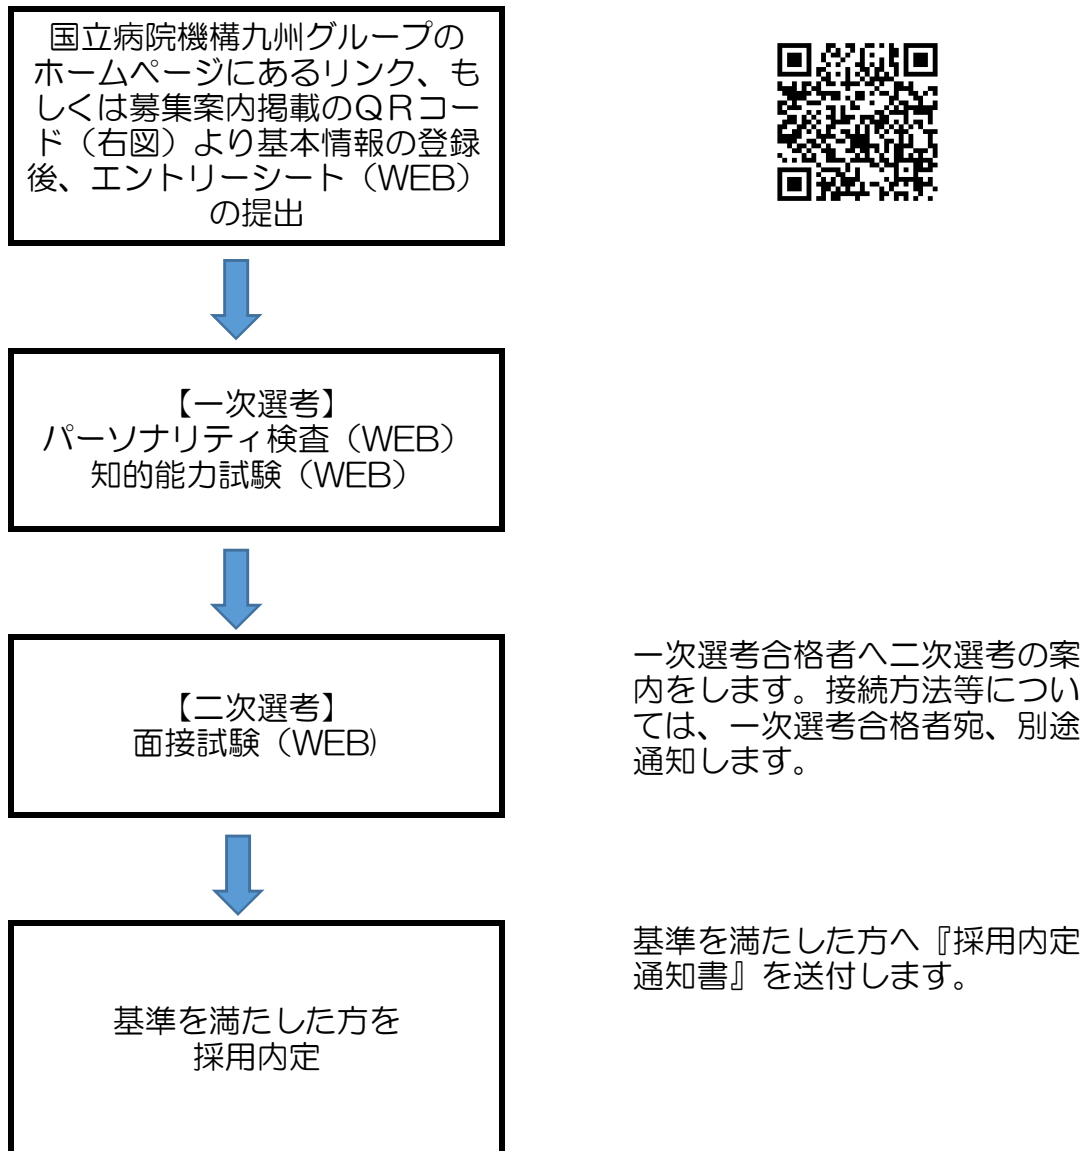 国立病院機構九州グループの
ホームページにあるリンク、も
しくは募集案内掲載のＱＲコー
ド（右図）より基本情報の登録
後、エントリーシート（WEB）
の提出
【一次選考】
パーソナリティ検査（WEB）
知的能力試験（WEB）
【二次選考】
面接試験（WEB)
一次選考合格者へ二次選考の案
内をします。接続方法等につい
ては、一次選考合格者宛、別途
通知します。
基準を満たした方を
採用内定
基準を満たした方へ『採用内定
通知書』を送付します。